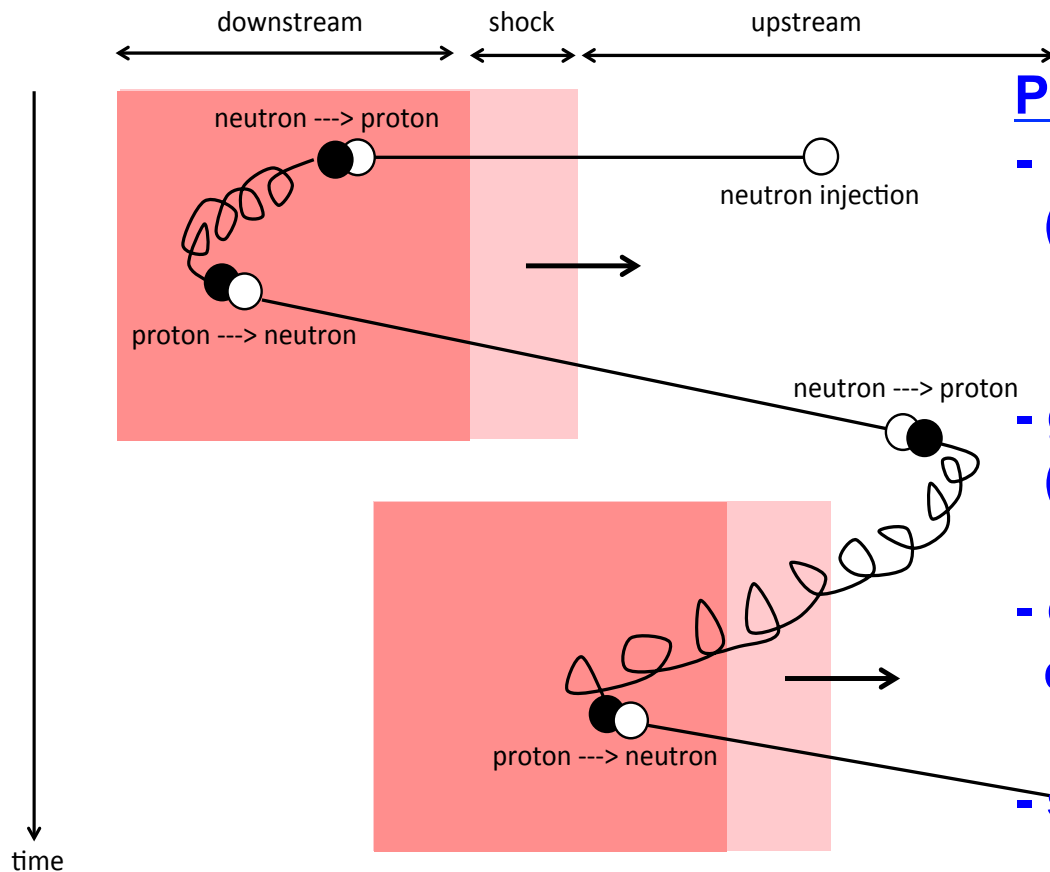 downstream
shock
upstream
P
neutron ---> proton
-
neutron injection
(
proton ---> neutron
neutron ---> proton
-
(
-
proton ---> neutron
-
time